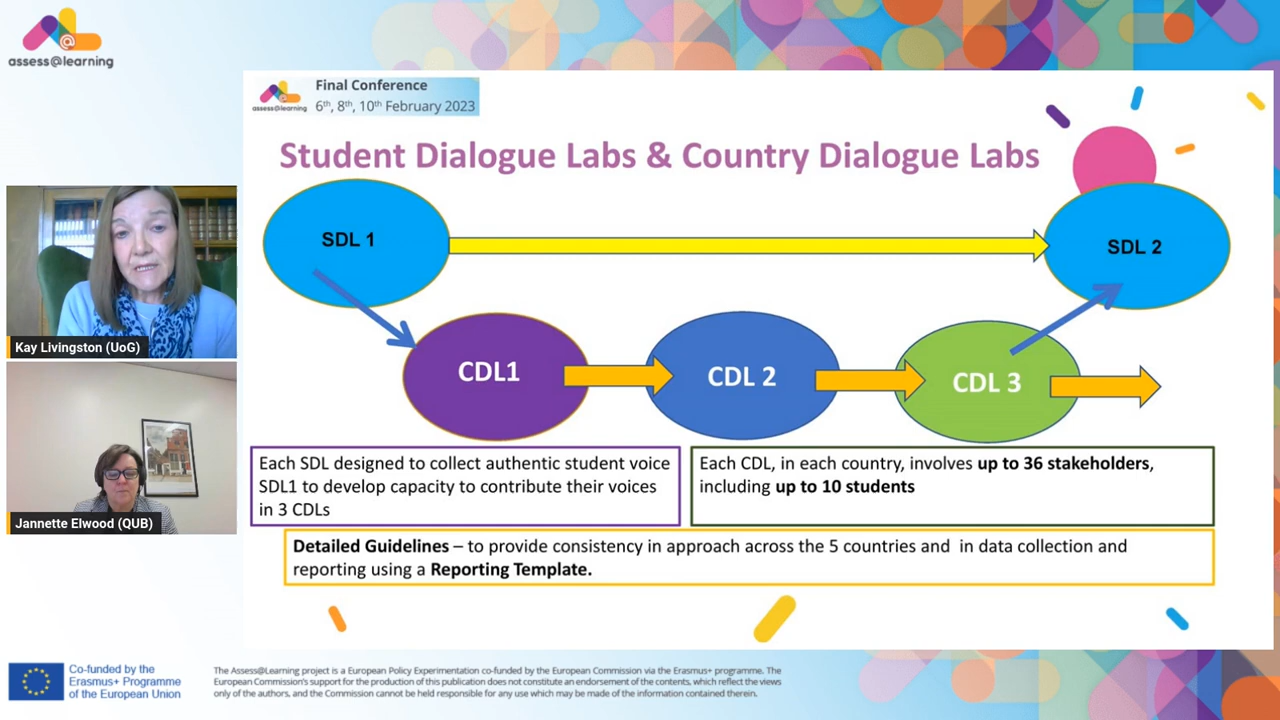 assess@learning
assess@learning
Final Conference
6th, 8th, 10th February 2023
Student Dialogue Labs & Country Dialogue Labs
SDL 1
SDL 2
CDL1
CDL 2
CDL 3
Kay Livingston (UoG)
Jannette Elwood (QUB)
Each SDL designed to collect authentic student voice
SDL1 to develop capacity to contribute their voices
in 3 CDLs
Each CDL, in each country, involves up to 36 stakeholders,
including up to 10 students
Detailed Guidelines – to provide consistency in approach across the 5 countries and in data collection and
reporting using a Reporting Template.
Co-funded by the
Erasmus+ Programme
of the European Union
The Assess@Learning project is a European Policy Experimentation co-funded by the European Commission via the Erasmus+ programme. The
European Commission's support for the production of this publication does not constitute an endorsement of the contents, which reflect the views
only of the authors, and the Commission cannot be held responsible for any use which may be made of the information contained therein.